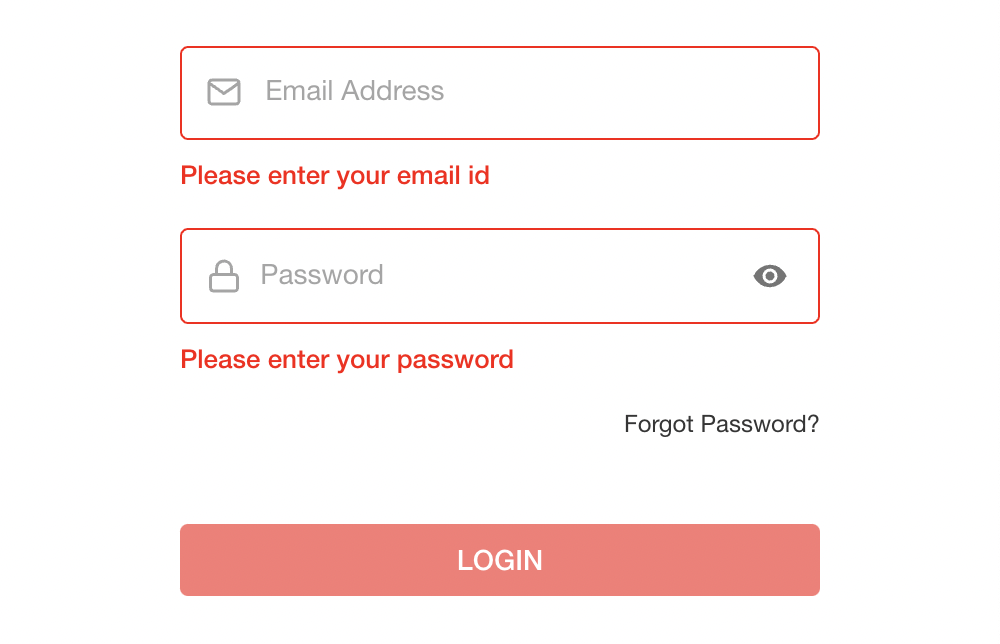 Email Address
Please enter your email id
Password
Please enter your password
Forgot Password?
LOGIN